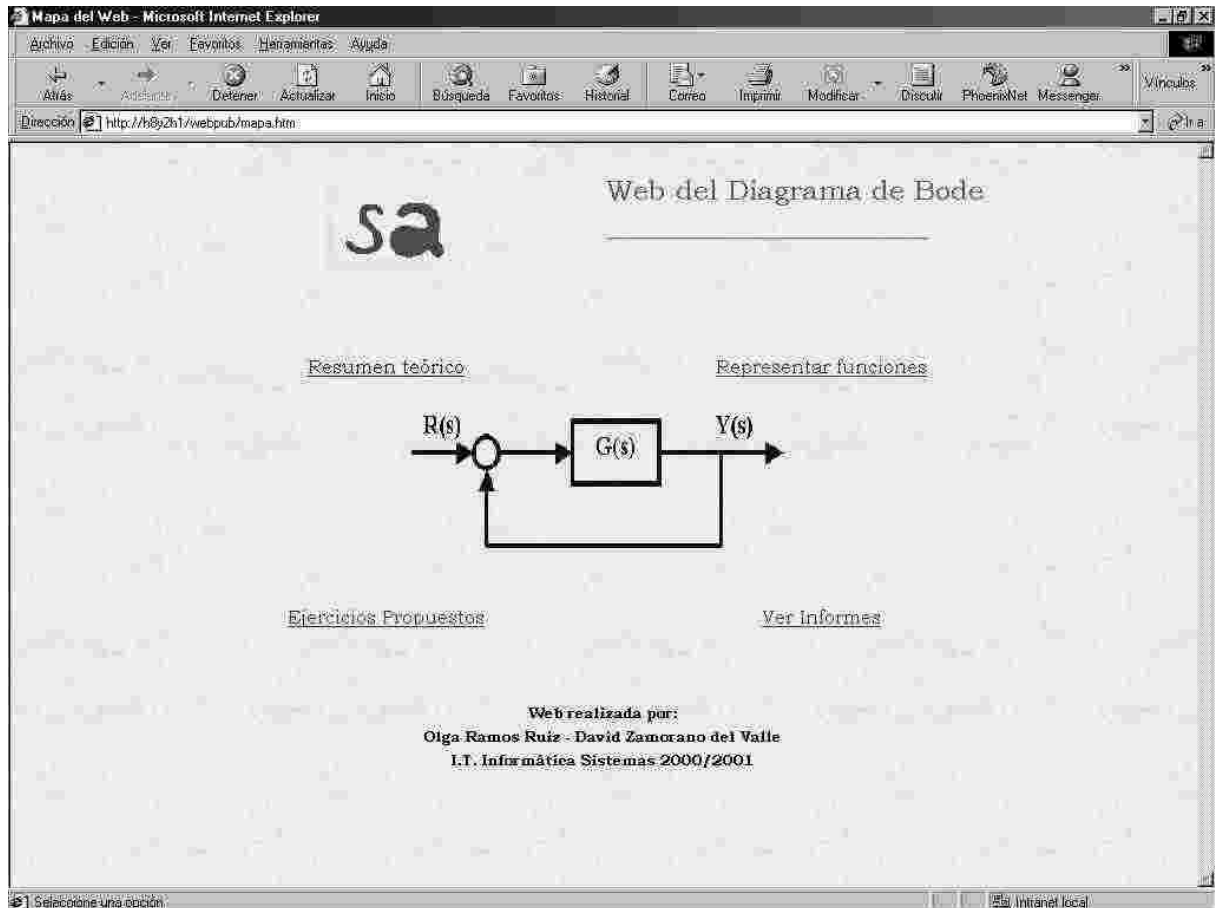 Mapa del Web - Microsoft Internet Explorer
Archivo Edición Ver Favoritos Herramientas Ayuda
Atrás Adelante Detener Actualizar Inicio Búsqueda Favoritos Historial Correo Imprimir Modificar Discutir PhoenixNet Messenger » Vínculos »
Dirección http://h8y2h1/webpub/mapa.htm Ir a
sa
Web del Diagrama de Bode
Resumen teórico Representar funciones
R(s) G(s) Y(s)
Ejercicios Propuestos Ver Informes
Web realizada por:
Olga Ramos Ruiz - David Zamorano del Valle
I.T. Informática Sistemas 2000/2001
Seleccione una opción Intranet local